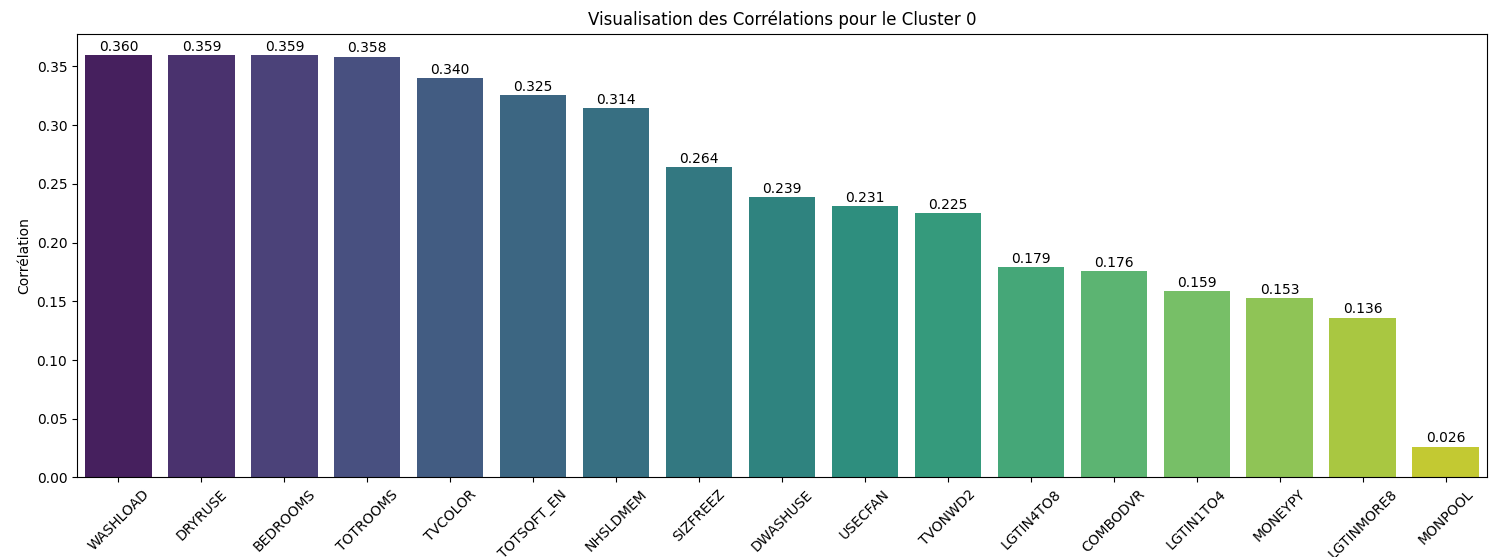 Visualisation des Corrélations pour le Cluster 0
0.360 0.359 0.359 0.358 0.340 0.325 0.314 0.264 0.239 0.231 0.225 0.179 0.176 0.159 0.153 0.136 0.026
Corrélation
0.35
0.30
0.25
0.20
0.15
0.10
0.05
0.00
WASHLOAD DRYRUSE BEDROOMS TOTROOMS TVCOLOR TOTSQFT_EN NHSLDMEM SIZFREEZ DWASHUSE USECFAN TVONWD2 LGTIN4TO8 COMBODVR LGTIN1TO4 MONEYPY LGTINMORE8 MONPOOL